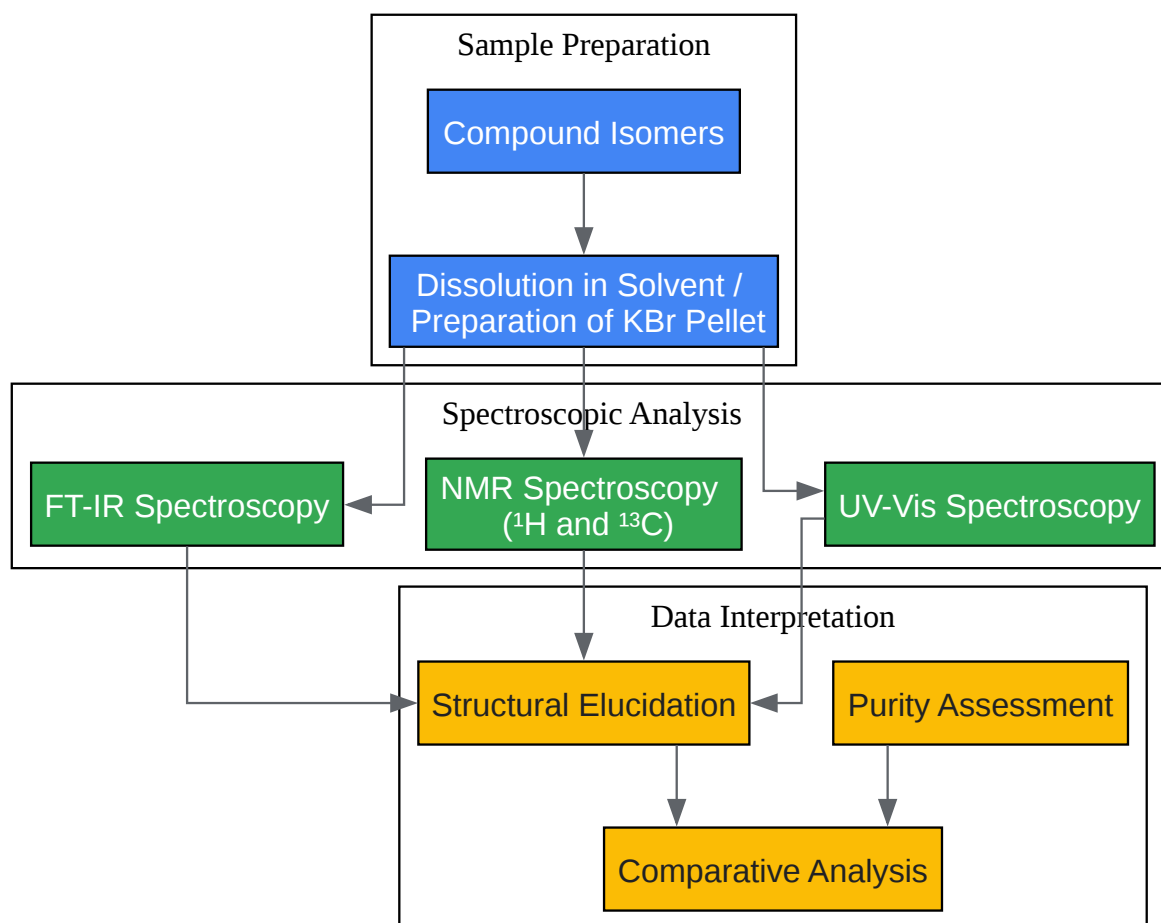 Sample Preparation
Compound Isomers
Dissolution in Solvent /
Preparation of KBr Pellet
Spectroscopic Analysis
FT-IR Spectroscopy
NMR Spectroscopy
(¹H and ¹³C)
UV-Vis Spectroscopy
Data Interpretation
Structural Elucidation
Purity Assessment
Comparative Analysis